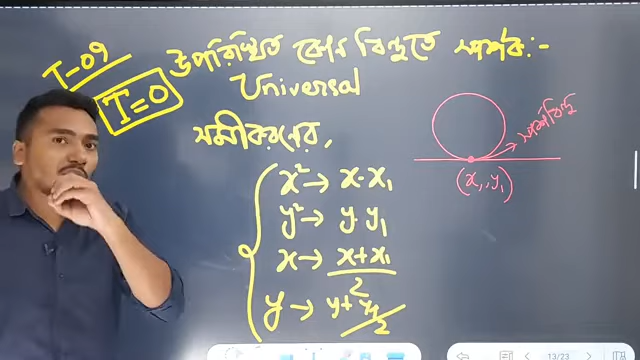 T-09 উপরিস্থিত কোন বিন্দুতে স্পর্শক:-
T=0 Universal
সমীকরণের,
x² → x·x₁
y² → y·y₁
x → x+x₁/2
y → y+y₁/2
স্পর্শবিন্দু
(x₁,y₁)
13/23